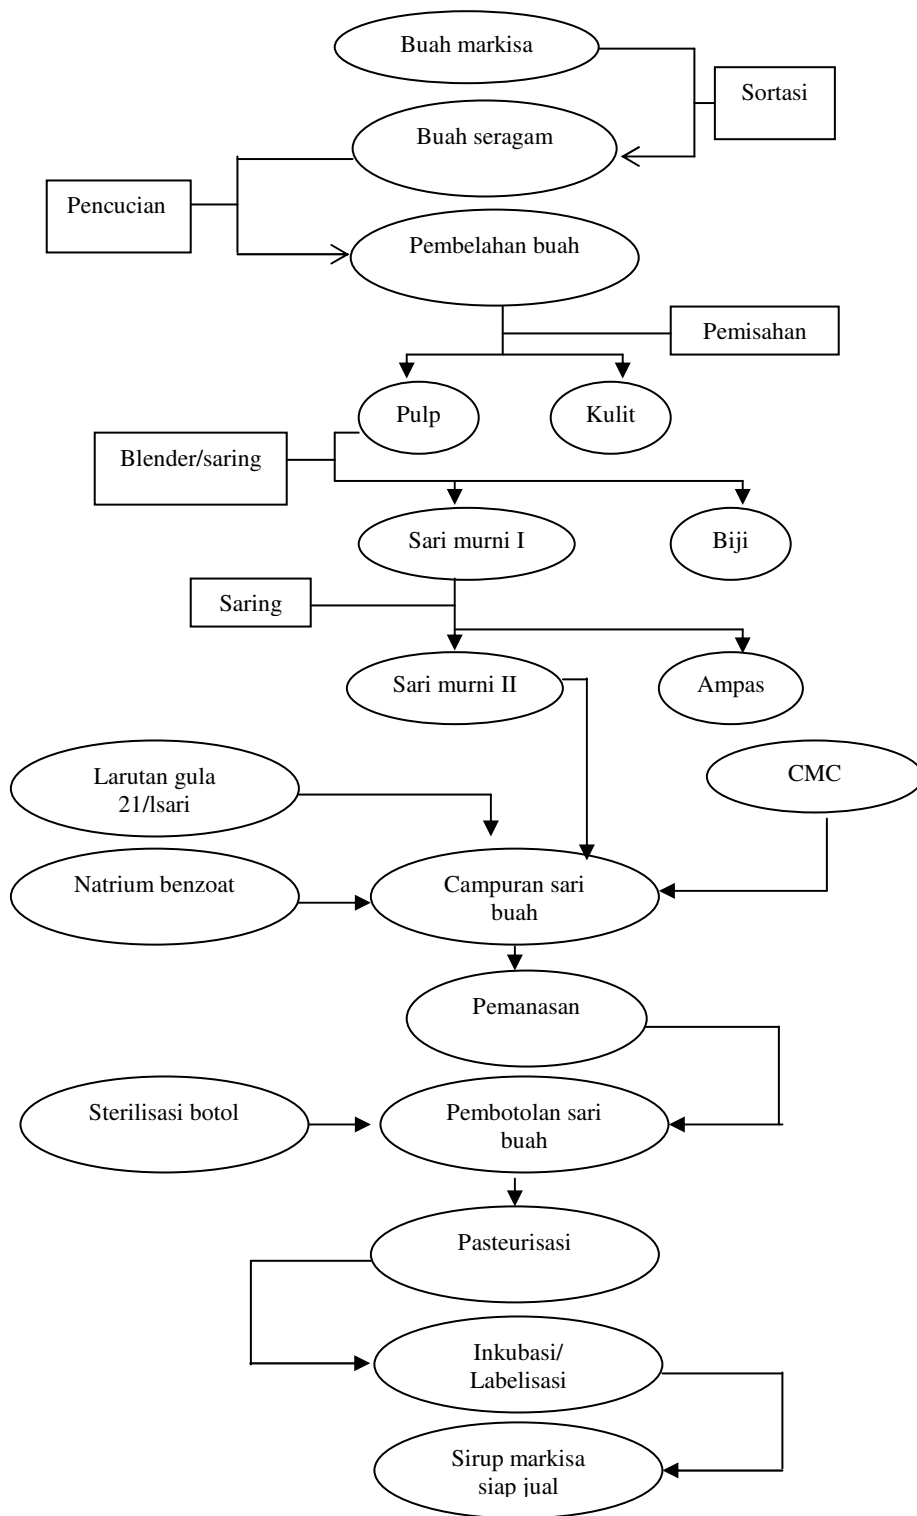 Buah markisa
Sortasi
Buah seragam
Pencucian
Pembelahan buah
Pemisahan
Pulp
Kulit
Blender/saring
Sari murni I
Biji
Saring
Sari murni II
Ampas
Larutan gula
21/lsari
CMC
Natrium benzoat
Campuran sari
buah
Pemanasan
Sterilisasi botol
Pembotolan sari
buah
Pasteurisasi
Inkubasi/
Labelisasi
Sirup markisa
siap jual